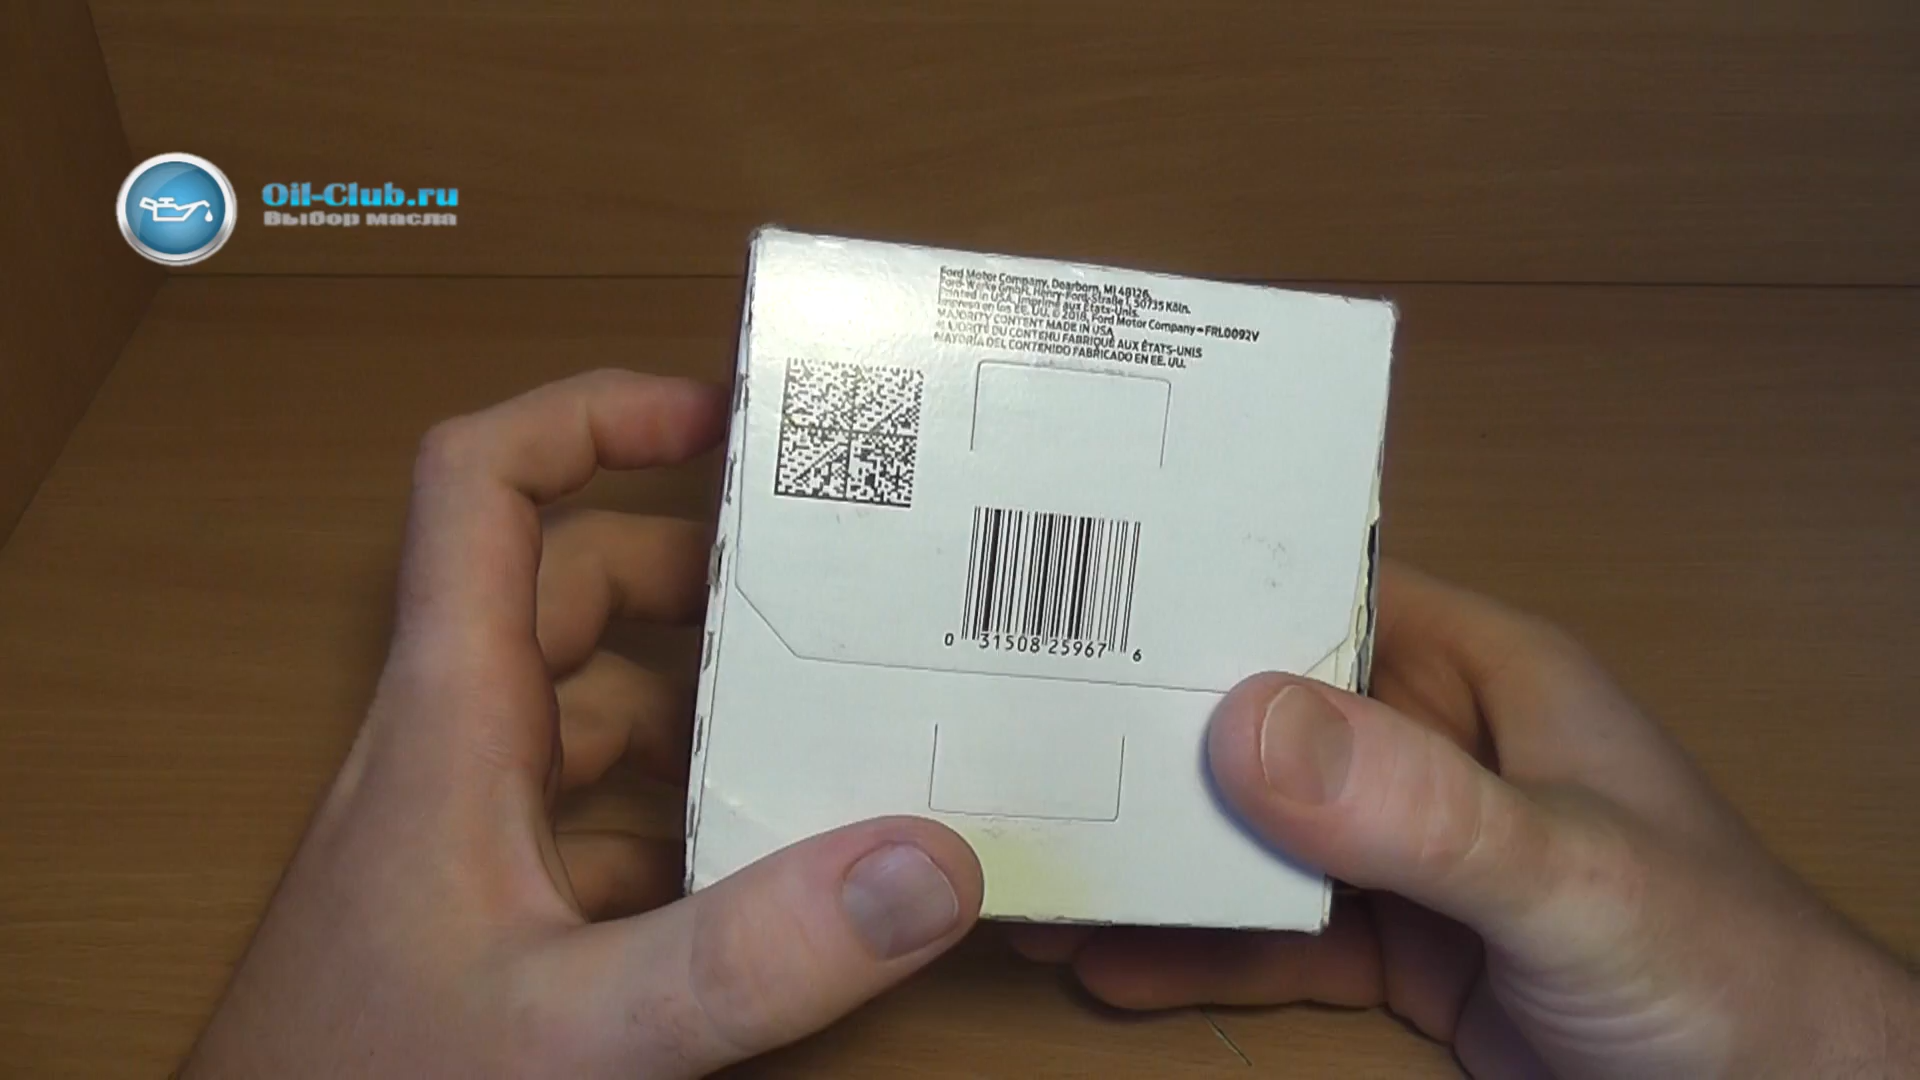 Oil-Club.ru
Выбор масла
Ford Motor Company, Dearborn, MI 48126,
Ford-Werke GmbH, Henry-Ford-Straße 1, 50735 Köln.
Printed in USA, Imprimé aux États-Unis.
Impreso en los EE. UU. © 2018, Ford Motor Company – FRL0092V
MAJORITY CONTENT MADE IN USA
MAJORITÉ DU CONTENU FABRIQUÉ AUX ÉTATS-UNIS
MAYORÍA DEL CONTENIDO FABRICADO EN EE. UU.
0 31508 25967 6